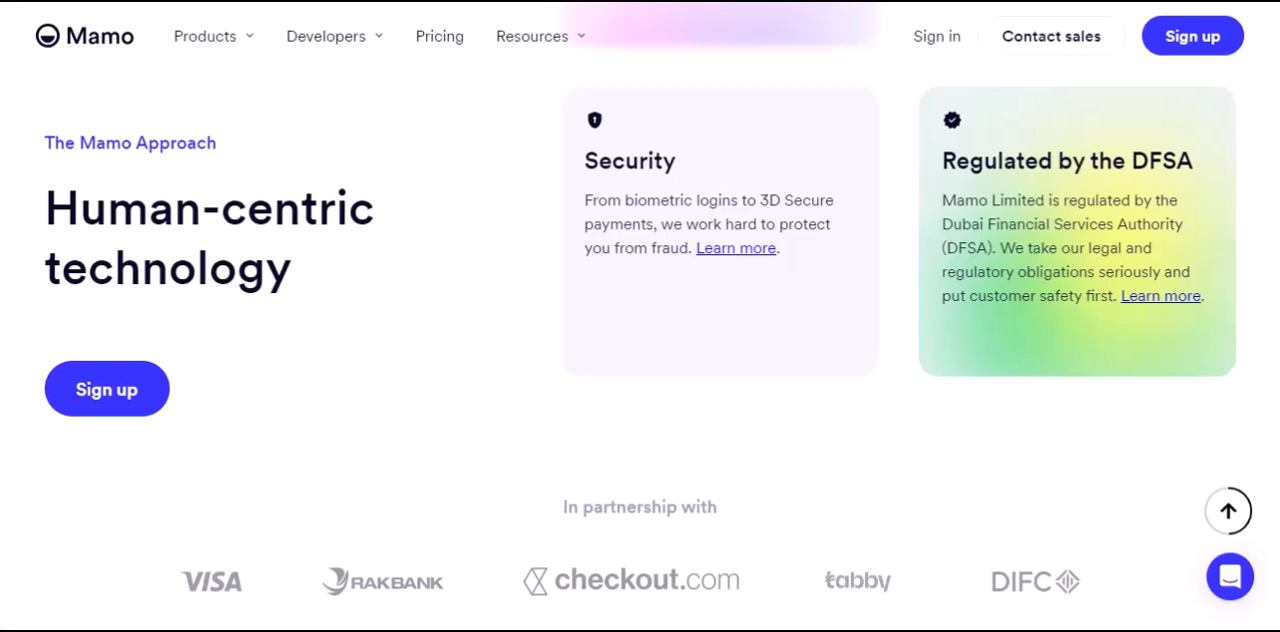 Mamo
Products
Developers
Pricing
Resources
Sign in
Contact sales
Sign up
The Mamo Approach
Human-centric
technology
Sign up
Security
From biometric logins to 3D Secure
payments, we work hard to protect
you from fraud. Learn more.
Regulated by the DFSA
Mamo Limited is regulated by the
Dubai Financial Services Authority
(DFSA). We take our legal and
regulatory obligations seriously and
put customer safety first. Learn more.
In partnership with
VISA
RAKBANK
checkout.com
tabby
DIFC